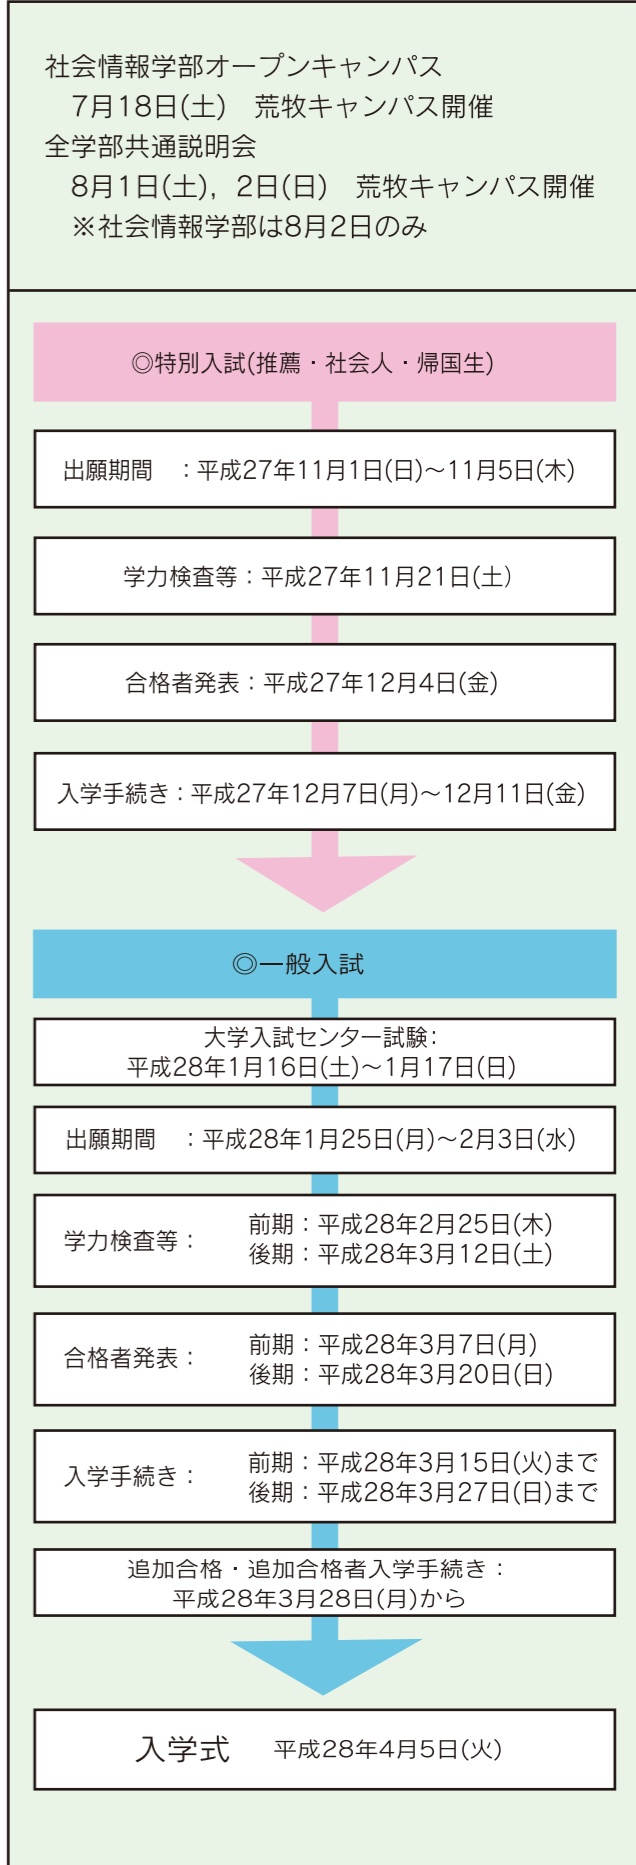 社会情報学部オープンキャンパス
7月18日(土)　荒牧キャンパス開催
全学部共通説明会
8月1日(土)，2日(日)　荒牧キャンパス開催
※社会情報学部は8月2日のみ
◎特別入試(推薦・社会人・帰国生)
出願期間　：平成27年11月1日(日)～11月5日(木)
学力検査等：平成27年11月21日(土)
合格者発表：平成27年12月4日(金)
入学手続き：平成27年12月7日(月)～12月11日(金)
◎一般入試
大学入試センター試験：
平成28年1月16日(土)～1月17日(日)
出願期間　：平成28年1月25日(月)～2月3日(水)
学力検査等：　前期：平成28年2月25日(木)
後期：平成28年3月12日(土)
合格者発表：　前期：平成28年3月7日(月)
後期：平成28年3月20日(日)
入学手続き：　前期：平成28年3月15日(火)まで
後期：平成28年3月27日(日)まで
追加合格・追加合格者入学手続き：
平成28年3月28日(月)から
入学式　平成28年4月5日(火)